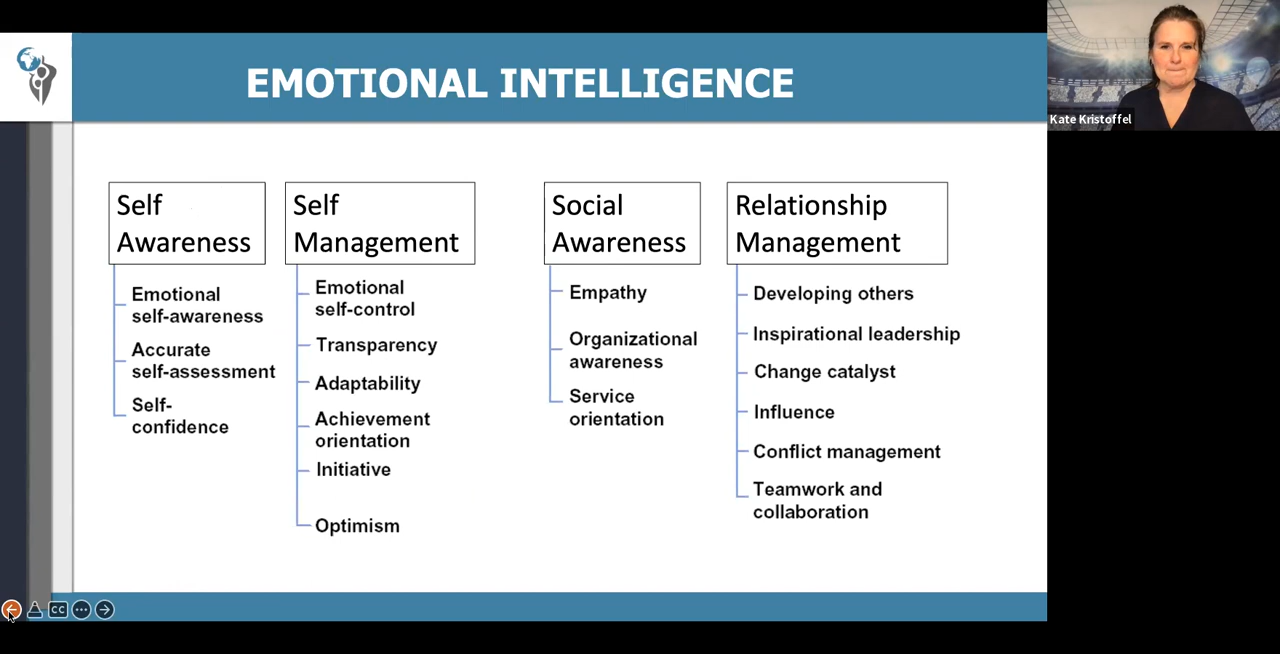 EMOTIONAL INTELLIGENCE
Kate Kristoffel
Self
Awareness
Emotional
self-awareness
Accurate
self-assessment
Self-
confidence
Self
Management
Emotional
self-control
Transparency
Adaptability
Achievement
orientation
Initiative
Optimism
Social
Awareness
Empathy
Organizational
awareness
Service
orientation
Relationship
Management
Developing others
Inspirational leadership
Change catalyst
Influence
Conflict management
Teamwork and
collaboration
CC